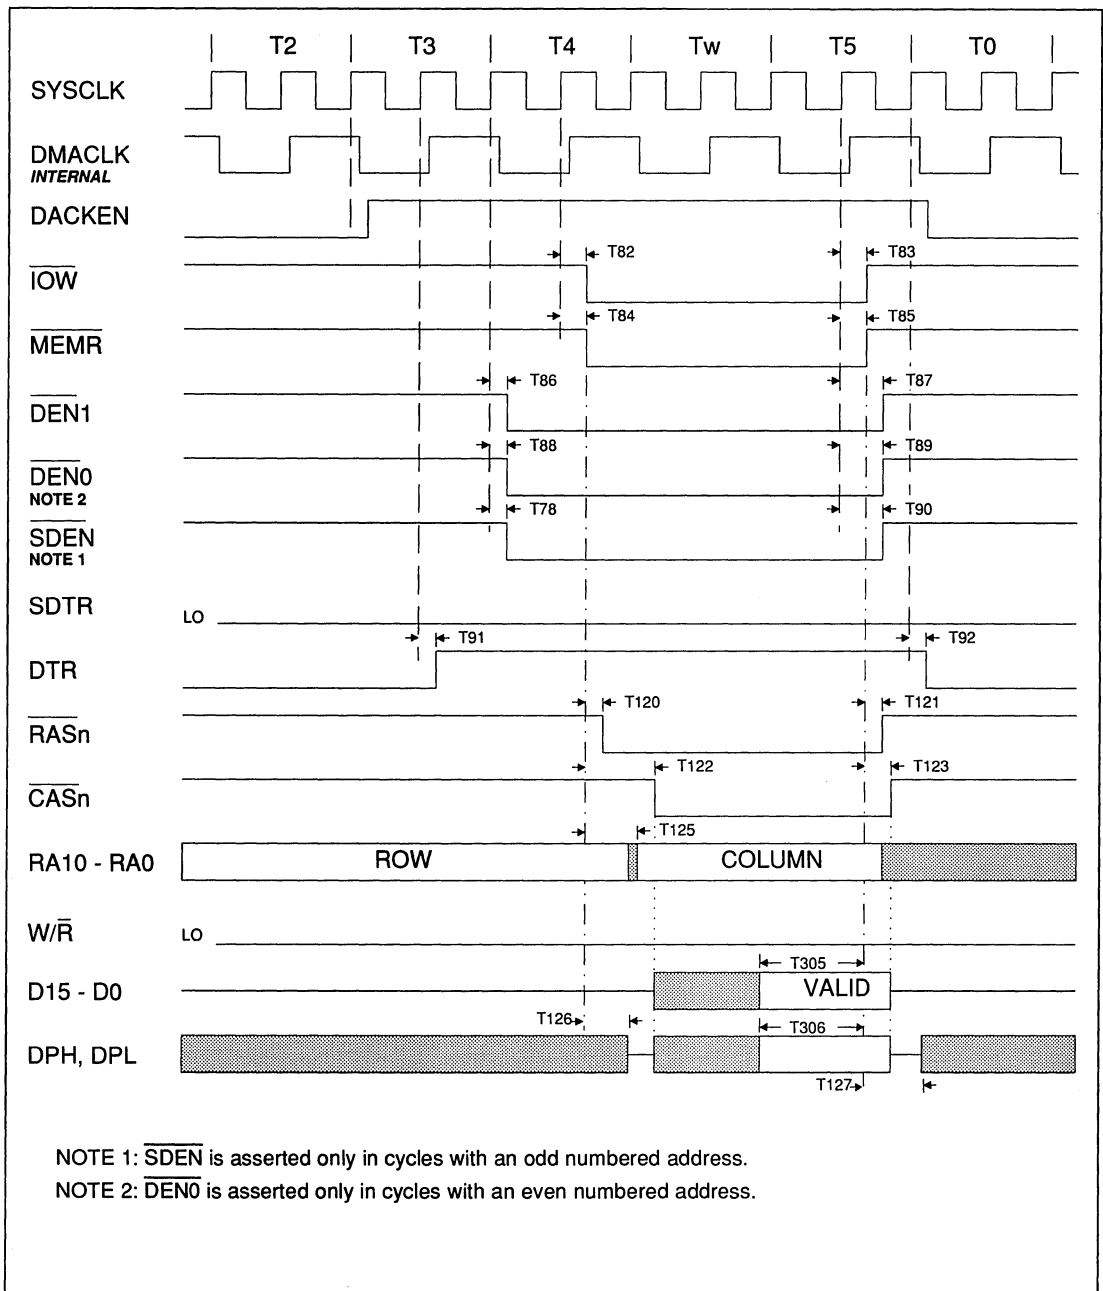 T2 T3 T4 Tw T5 T0
SYSCLK
DMACLK
INTERNAL
DACKEN
T82 T83
IOW
T84 T85
MEMR
T86 T87
DEN1
T88 T89
DEN0
NOTE 2
T78 T90
SDEN
NOTE 1
SDTR
LO
T91 T92
DTR
T120 T121
RASn
T122 T123
CASn
T125
RA10 - RA0 ROW COLUMN
W/R LO
T305
D15 - D0 VALID
T126 T306
DPH, DPL
T127
NOTE 1: SDEN is asserted only in cycles with an odd numbered address.
NOTE 2: DEN0 is asserted only in cycles with an even numbered address.